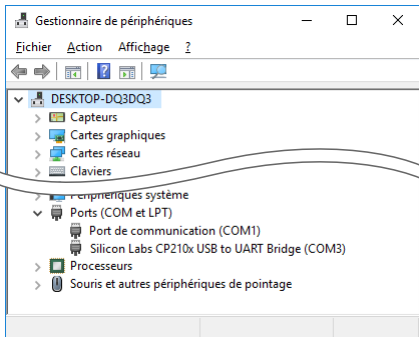 Gestionnaire de périphériques
Fichier Action Affichage ?
DESKTOP-DQ3DQ3
Capteurs
Cartes graphiques
Cartes réseau
Claviers
Périphériques système
Ports (COM et LPT)
Port de communication (COM1)
Silicon Labs CP210x USB to UART Bridge (COM3)
Processeurs
Souris et autres périphériques de pointage